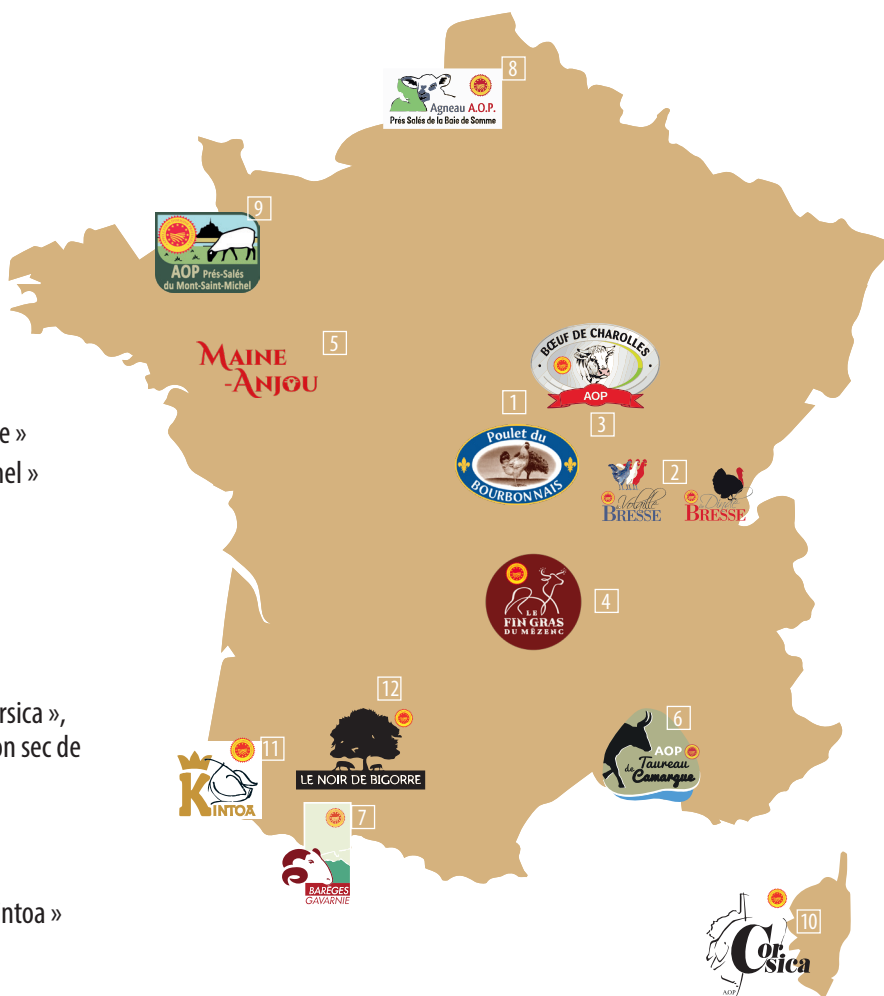 8
Agneau A.O.P.
Prés Salés de la Baie de Somme
9
AOP Prés-Salés
du Mont-Saint-Michel
5
MAINE
-ANJOU
BŒUF DE CHAROLLES
AOP
1
3
e »
nel »
Poulet du
BOURBONNAIS
2
Volaille
BRESSE
Dinde
BRESSE
4
LE
FIN GRAS
DU MÉZENC
12
rsica »,
on sec de
6
11
AOP
de Taureau
Camargue
LE NOIR DE BIGORRE
KINTOA
7
BARÈGES
GAVARNIE
ntoa »
10
Corsica
AOP